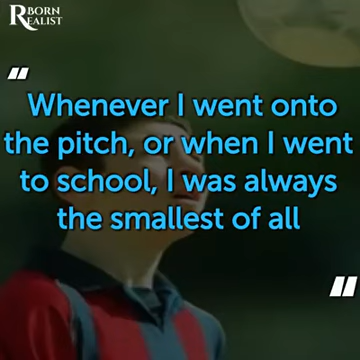 BORN
REALIST
"
Whenever I went onto
the pitch, or when I went
to school, I was always
the smallest of all
"